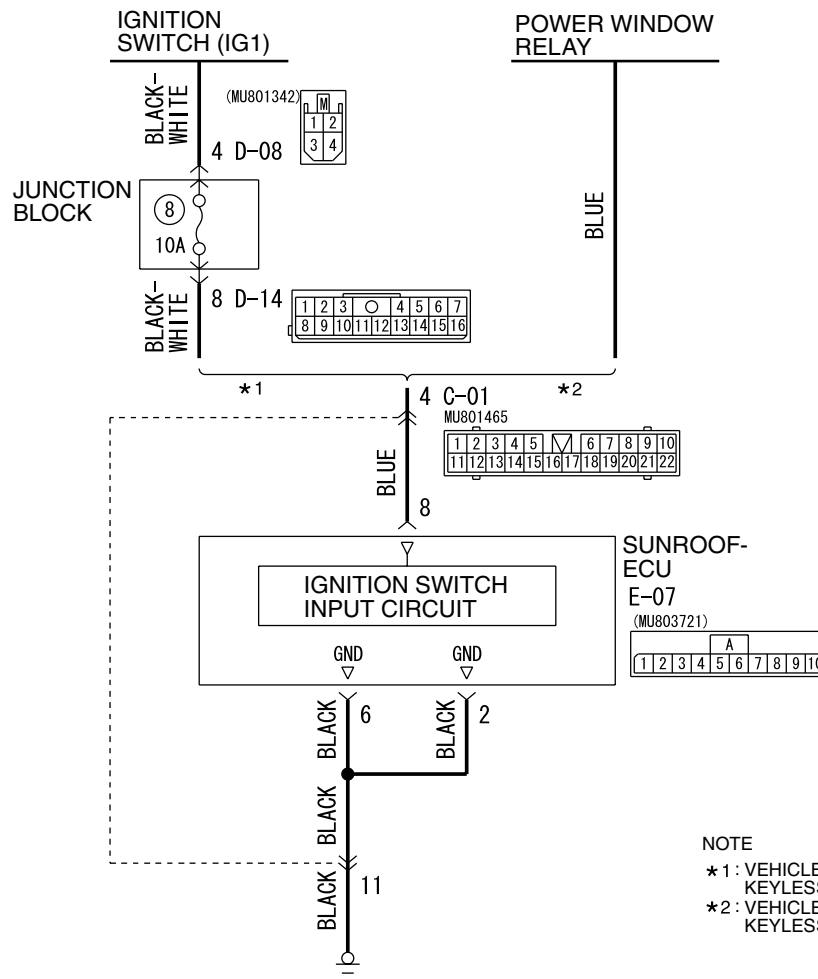 IGNITION
SWITCH (IG1)
POWER WINDOW
RELAY
BLACK-
WHITE
(MU801342)
M
1 2
3 4
4 D-08
JUNCTION
BLOCK
8
10A
BLUE
BLACK-
WHITE
8 D-14
1 2 3 4 5 6 7
8 9 10 11 12 13 14 15 16
*1
*2
4 C-01
MU801465
1 2 3 4 5 6 7 8 9 10
11 12 13 14 15 16 17 18 19 20 21 22
BLUE
8
SUNROOF-
ECU
E-07
(MU803721)
A
1 2 3 4 5 6 7 8 9 10
IGNITION SWITCH
INPUT CIRCUIT
GND
GND
BLACK
6
BLACK
2
BLACK
BLACK
11
NOTE
*1: VEHICLE
KEYLESS
*2: VEHICLE
KEYLESS